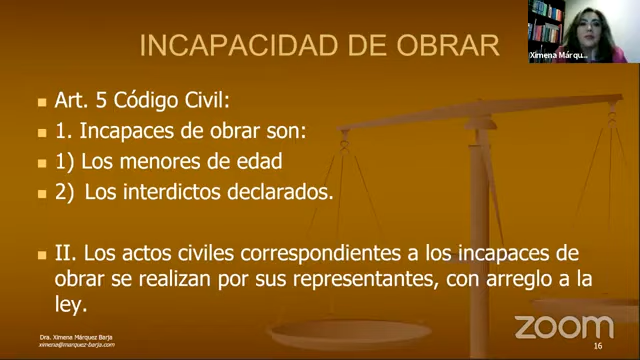 INCAPACIDAD DE OBRAR
Ximena Márqu...
Art. 5 Código Civil:
1. Incapaces de obrar son:
1) Los menores de edad
2) Los interdictos declarados.
II. Los actos civiles correspondientes a los incapaces de
obrar se realizan por sus representantes, con arreglo a la
ley.
Dra. Ximena Márquez Barja
ximena@marquez-barja.com
zoom
16